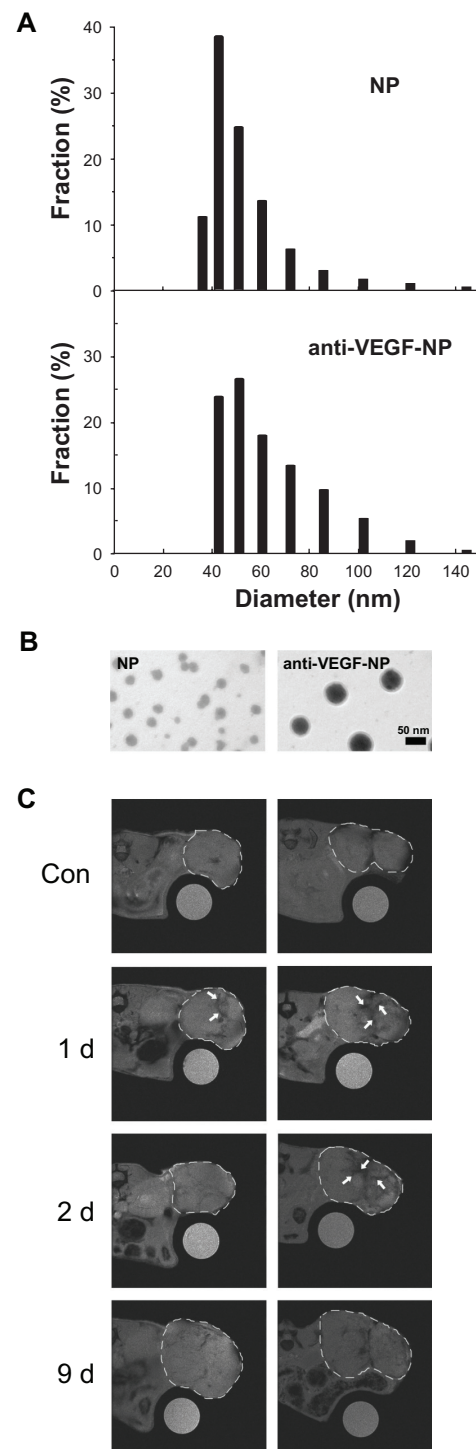 A
40
30
20
10
0
Fraction (%)
NP
30
20
10
0
Fraction (%)
anti-VEGF-NP
0 20 40 60 80 100 120 140
Diameter (nm)
B
NP
anti-VEGF-NP
50 nm
C
Con
1 d
2 d
9 d